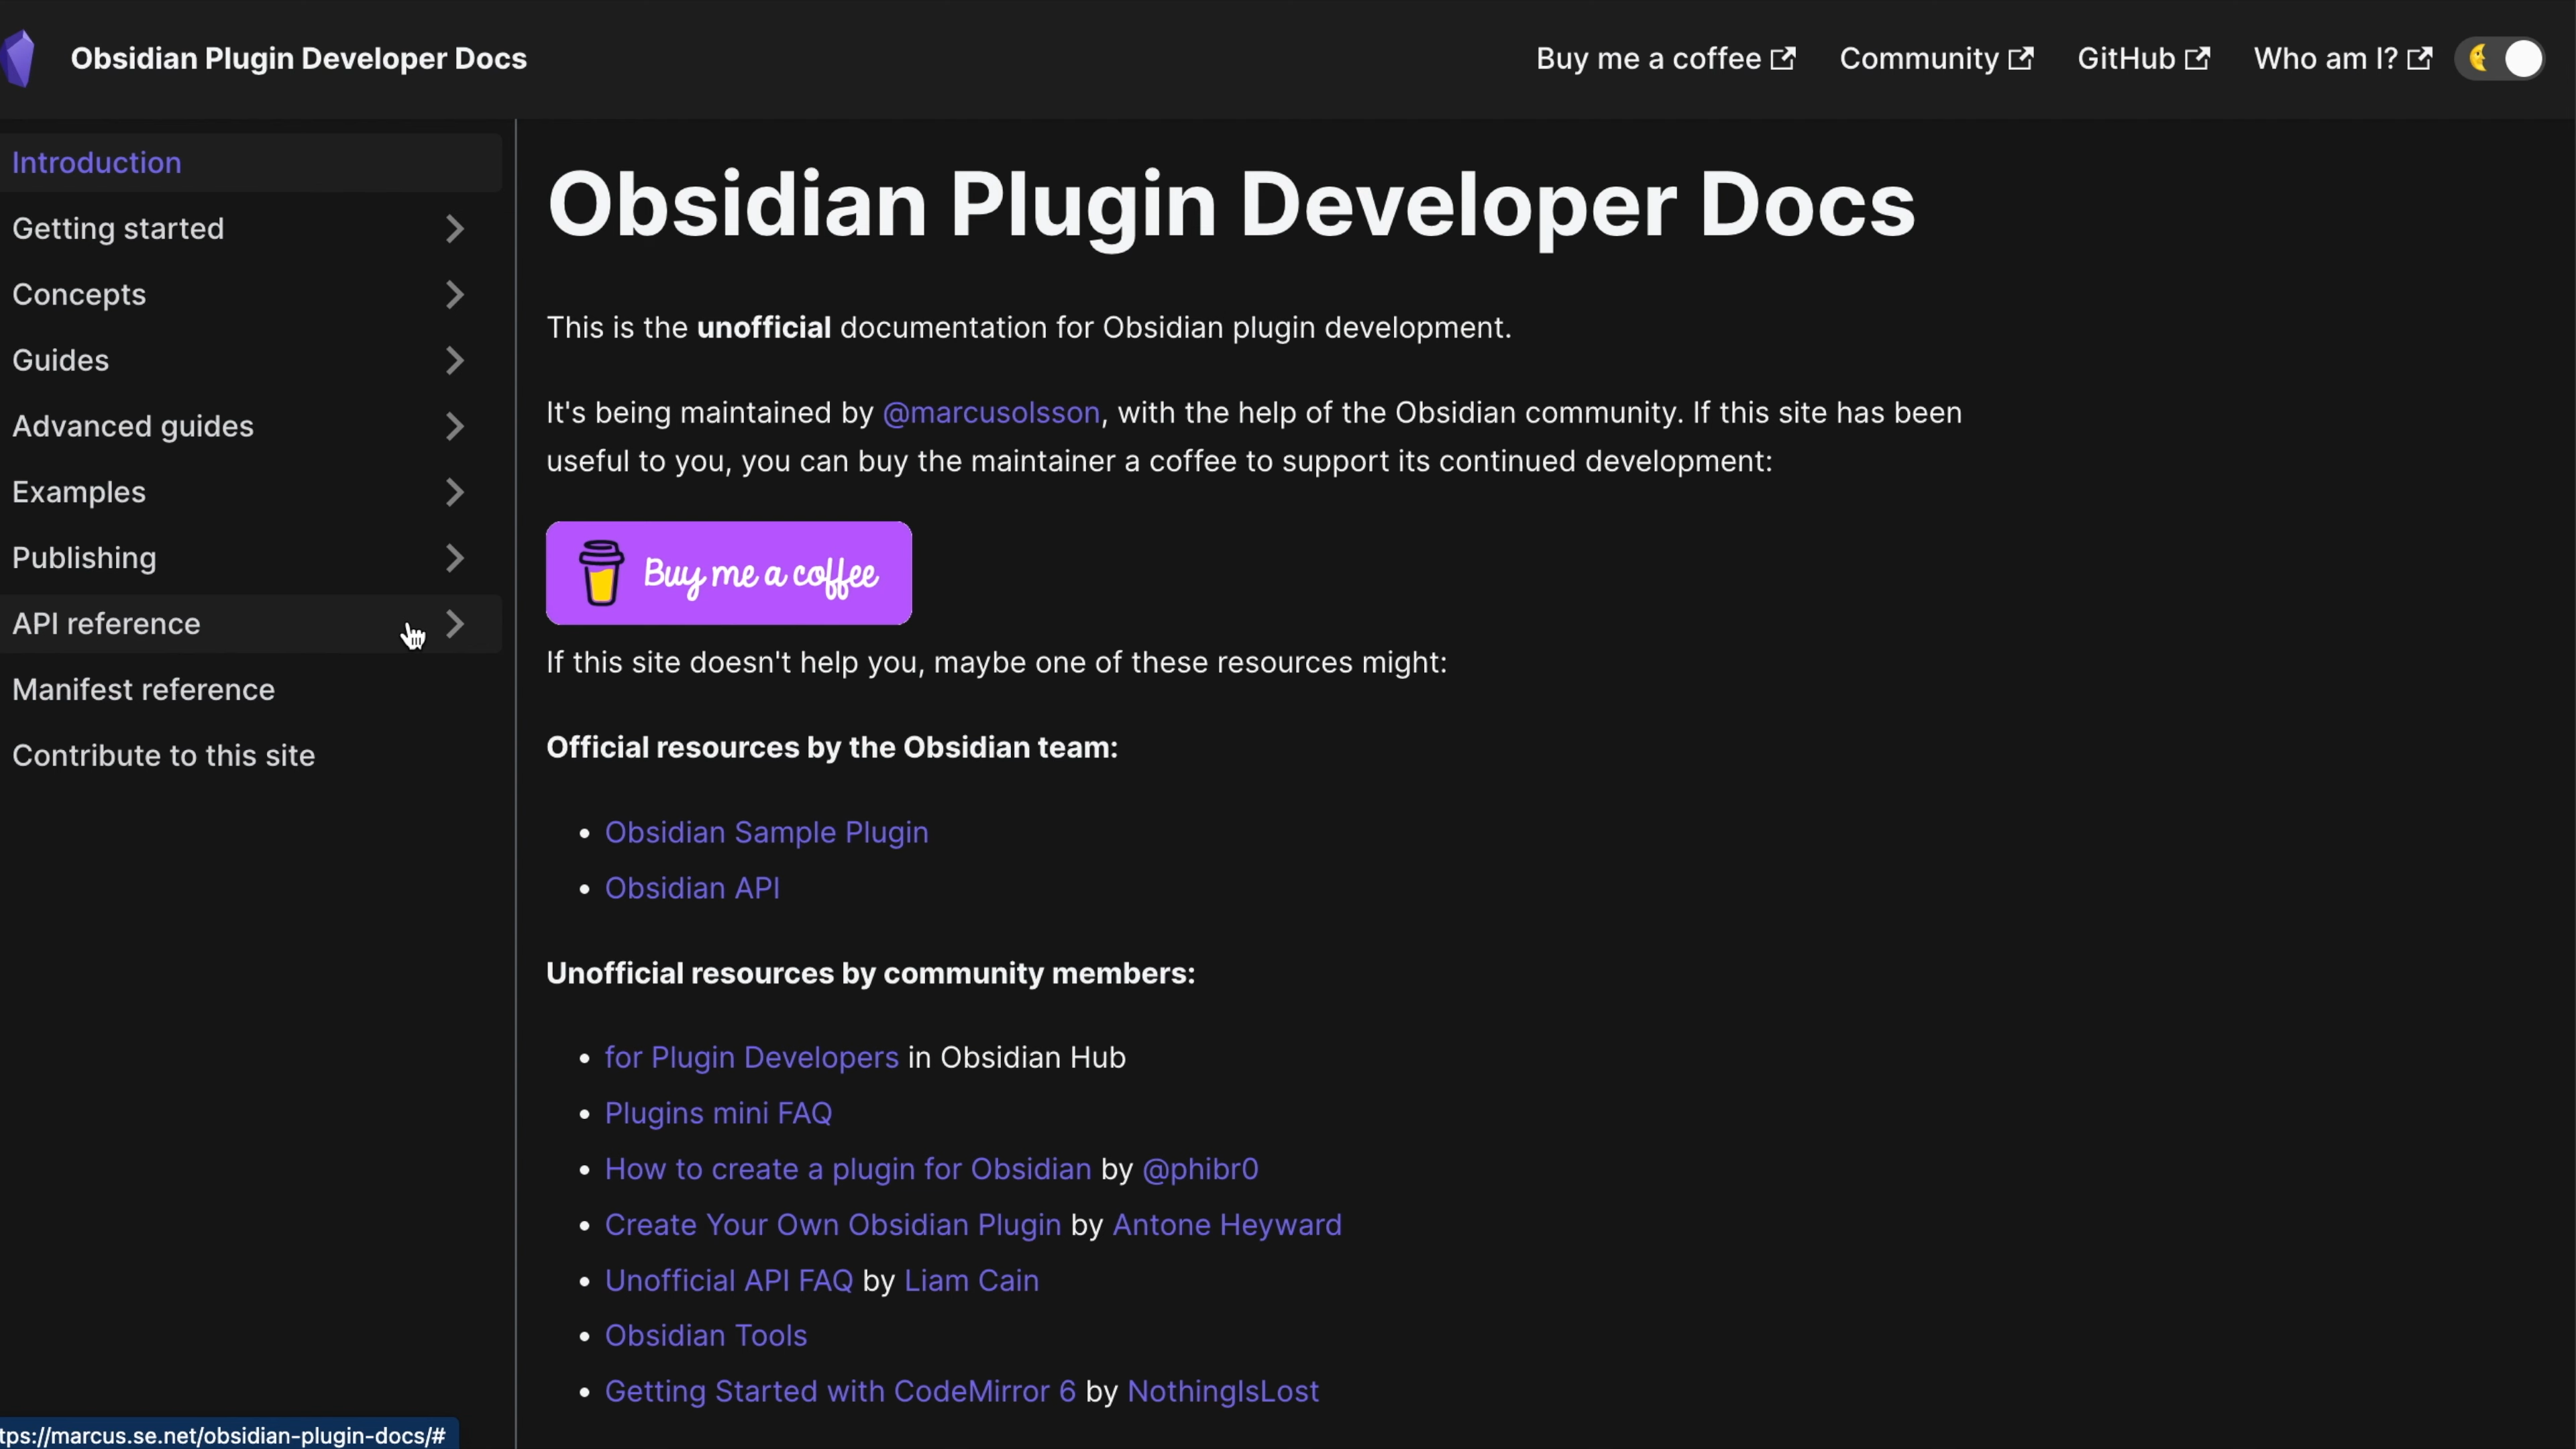 Obsidian Plugin Developer Docs
Buy me a coffee
Community
GitHub
Who am I?
Introduction
Getting started
Concepts
Guides
Advanced guides
Examples
Publishing
API reference
Manifest reference
Contribute to this site
Obsidian Plugin Developer Docs
This is the unofficial documentation for Obsidian plugin development.
It's being maintained by @marcusolsson, with the help of the Obsidian community. If this site has been
useful to you, you can buy the maintainer a coffee to support its continued development:
Buy me a coffee
If this site doesn't help you, maybe one of these resources might:
Official resources by the Obsidian team:
Obsidian Sample Plugin
Obsidian API
Unofficial resources by community members:
for Plugin Developers in Obsidian Hub
Plugins mini FAQ
How to create a plugin for Obsidian by @phibr0
Create Your Own Obsidian Plugin by Antone Heyward
Unofficial API FAQ by Liam Cain
Obsidian Tools
Getting Started with CodeMirror 6 by NothingIsLost
tps://marcus.se.net/obsidian-plugin-docs/#